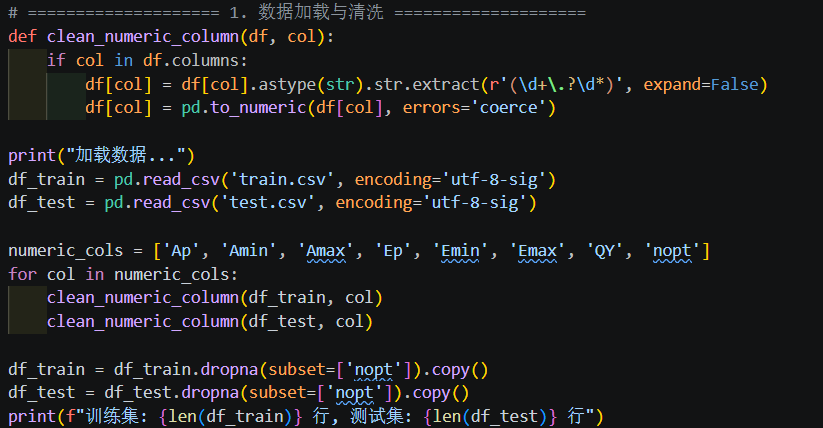 # ==================== 1. 数据加载与清洗 ====================
def clean_numeric_column(df, col):
    if col in df.columns:
        df[col] = df[col].astype(str).str.extract(r'(\d+\.?\d*)', expand=False)
        df[col] = pd.to_numeric(df[col], errors='coerce')

print("加载数据...")
df_train = pd.read_csv('train.csv', encoding='utf-8-sig')
df_test = pd.read_csv('test.csv', encoding='utf-8-sig')

numeric_cols = ['Ap', 'Amin', 'Amax', 'Ep', 'Emin', 'Emax', 'QY', 'nopt']
for col in numeric_cols:
    clean_numeric_column(df_train, col)
    clean_numeric_column(df_test, col)

df_train = df_train.dropna(subset=['nopt']).copy()
df_test = df_test.dropna(subset=['nopt']).copy()
print(f"训练集: {len(df_train)} 行, 测试集: {len(df_test)} 行")